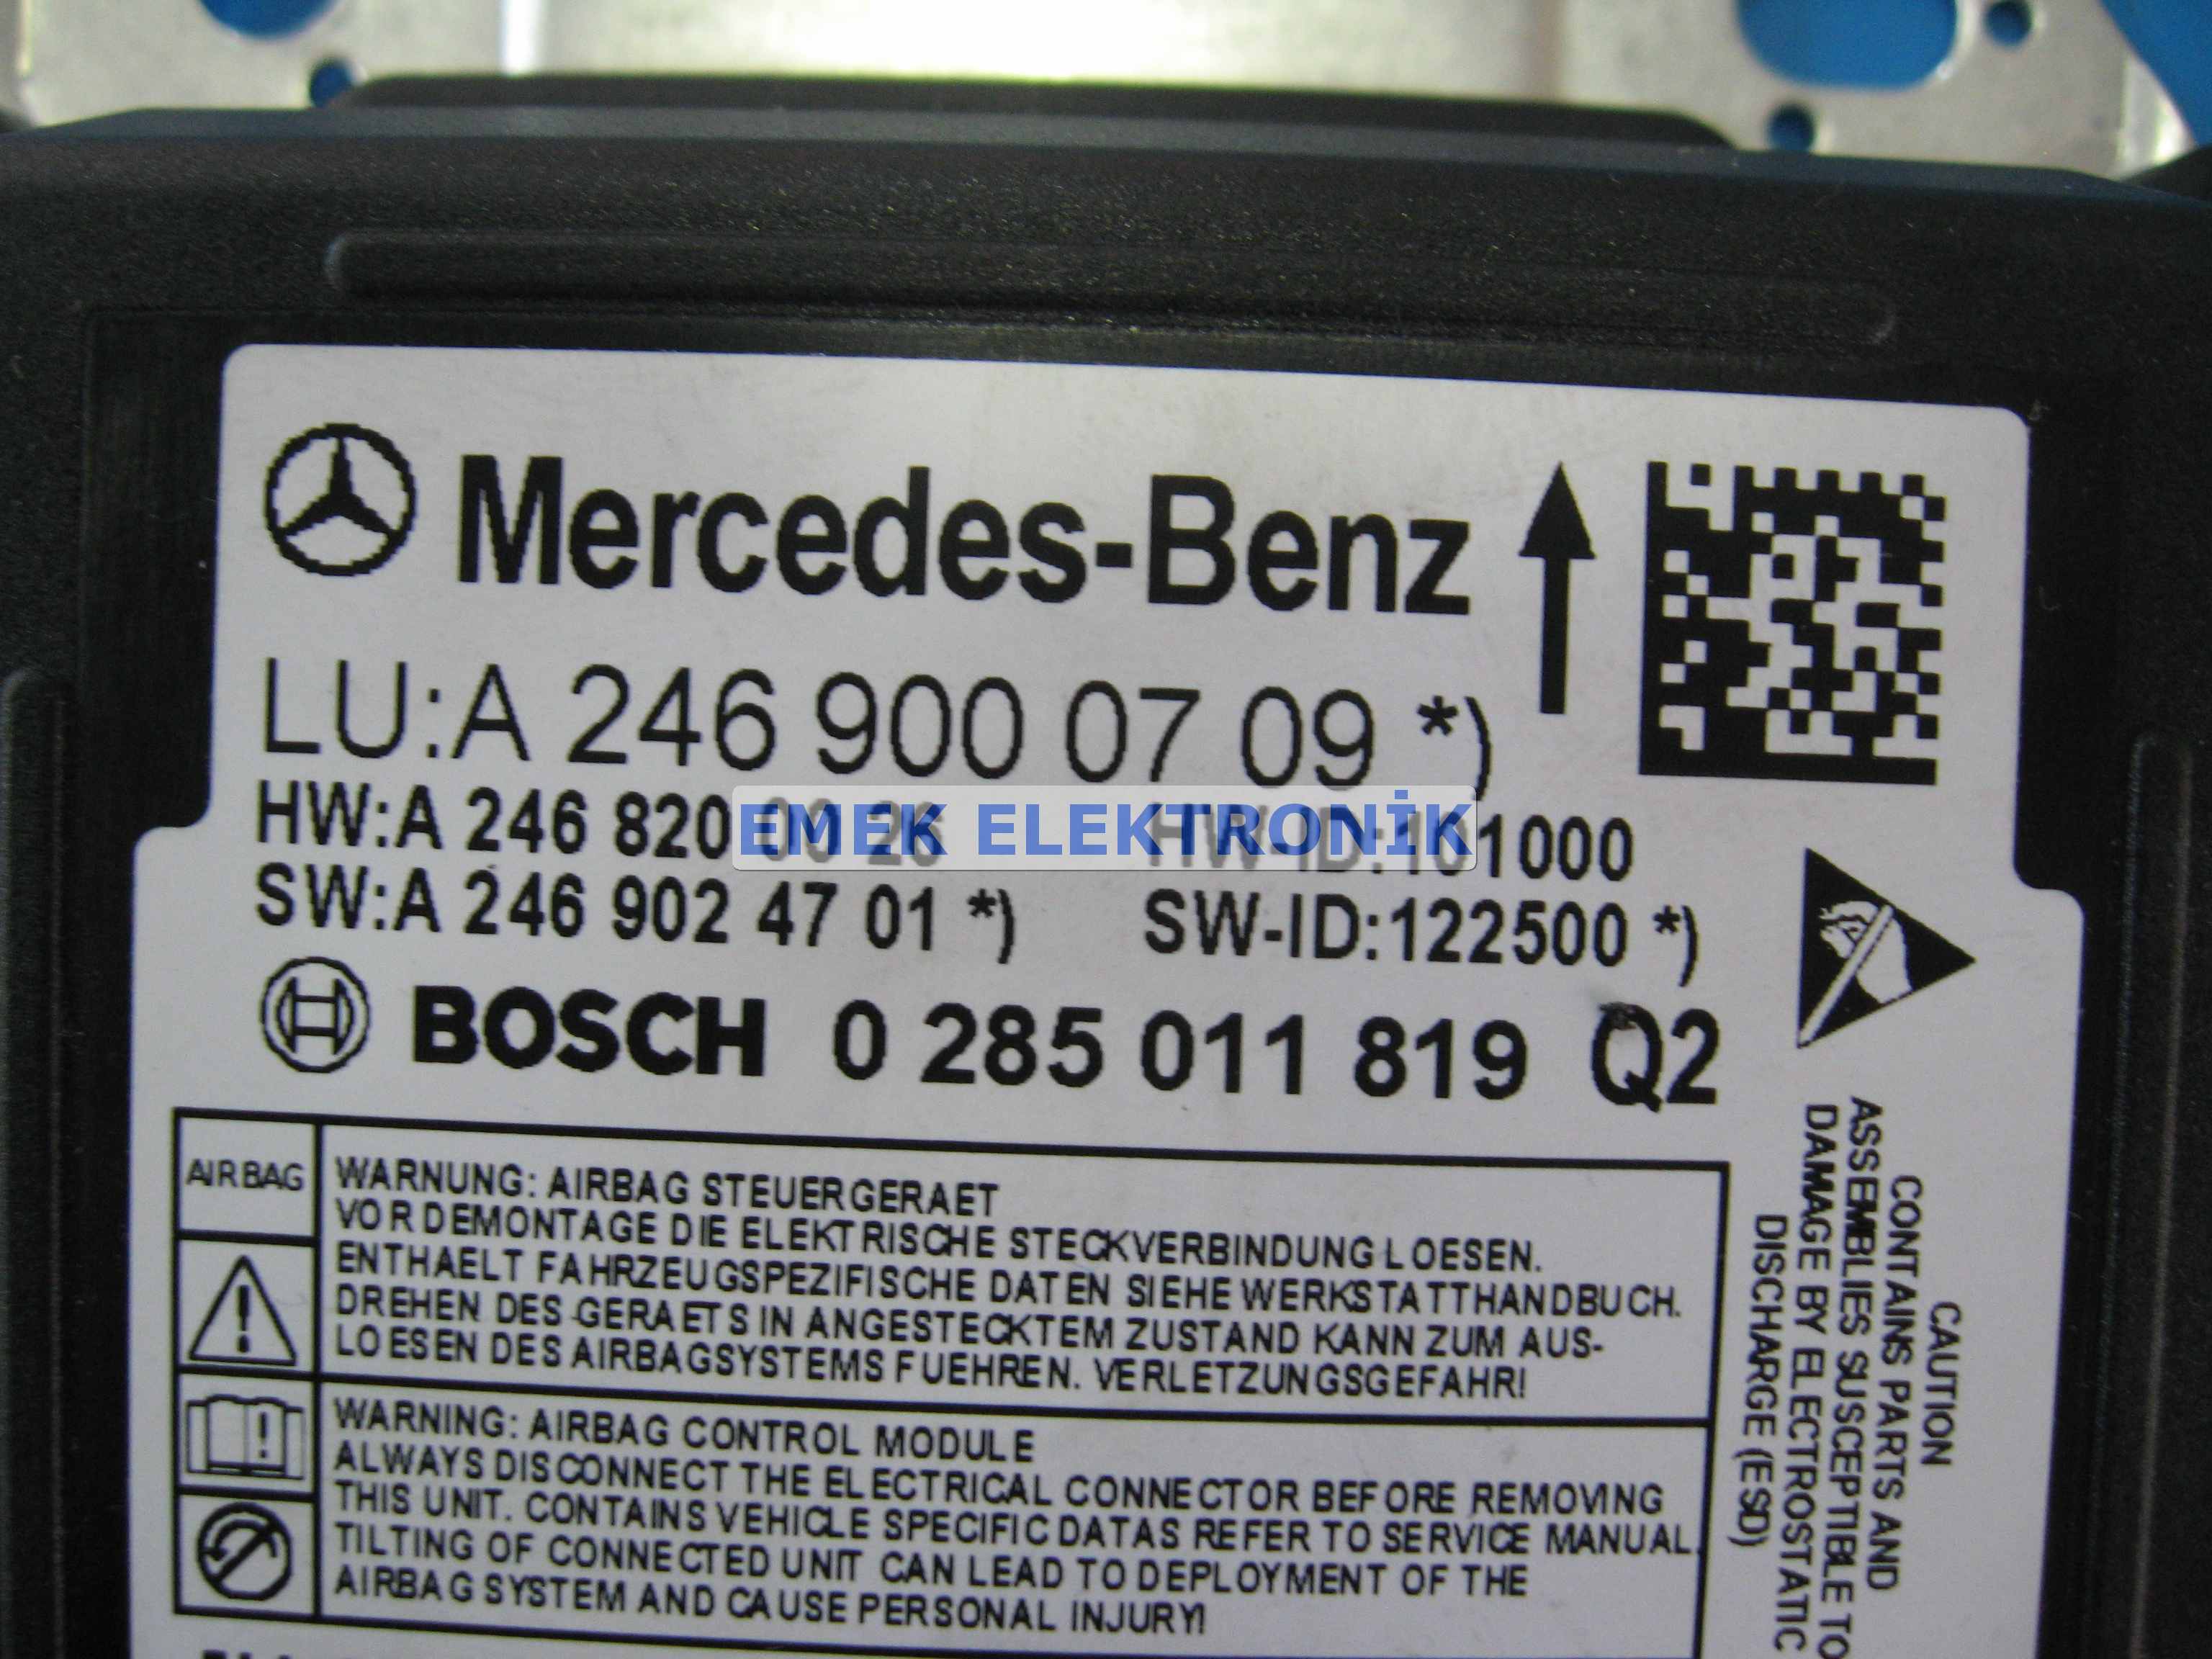 Mercedes-Benz
LU:A 246 900 07 09 *)
HW:A 246 820 00 26 HW-ID:101000
EMEK ELEKTRONİK
SW:A 246 902 47 01 *) SW-ID:122500 *)
BOSCH 0 285 011 819 Q2
AIRBAG
WARNUNG: AIRBAG STEUERGERAET
VOR DEMONTAGE DIE ELEKTRISCHE STECKVERBINDUNG LOESEN.
ENTHAELT FAHRZEUGSPEZIFISCHE DATEN SIEHE WERKSTATTHANDBUCH.
DREHEN DES GERAETS IN ANGESTECKTEM ZUSTAND KANN ZUM AUS-
LOESEN DES AIRBAGSYSTEMS FUEHREN. VERLETZUNGSGEFAHR!
WARNING: AIRBAG CONTROL MODULE
ALWAYS DISCONNECT THE ELECTRICAL CONNECTOR BEFORE REMOVING
THIS UNIT. CONTAINS VEHICLE SPECIFIC DATAS REFER TO SERVICE MANUAL.
TILTING OF CONNECTED UNIT CAN LEAD TO DEPLOYMENT OF THE
AIRBAG SYSTEM AND CAUSE PERSONAL INJURY!
CAUTION
CONTAINS PARTS AND
ASSEMBLIES SUSCEPTIBLE TO
DAMAGE BY ELECTROSTATIC
DISCHARGE (ESD)